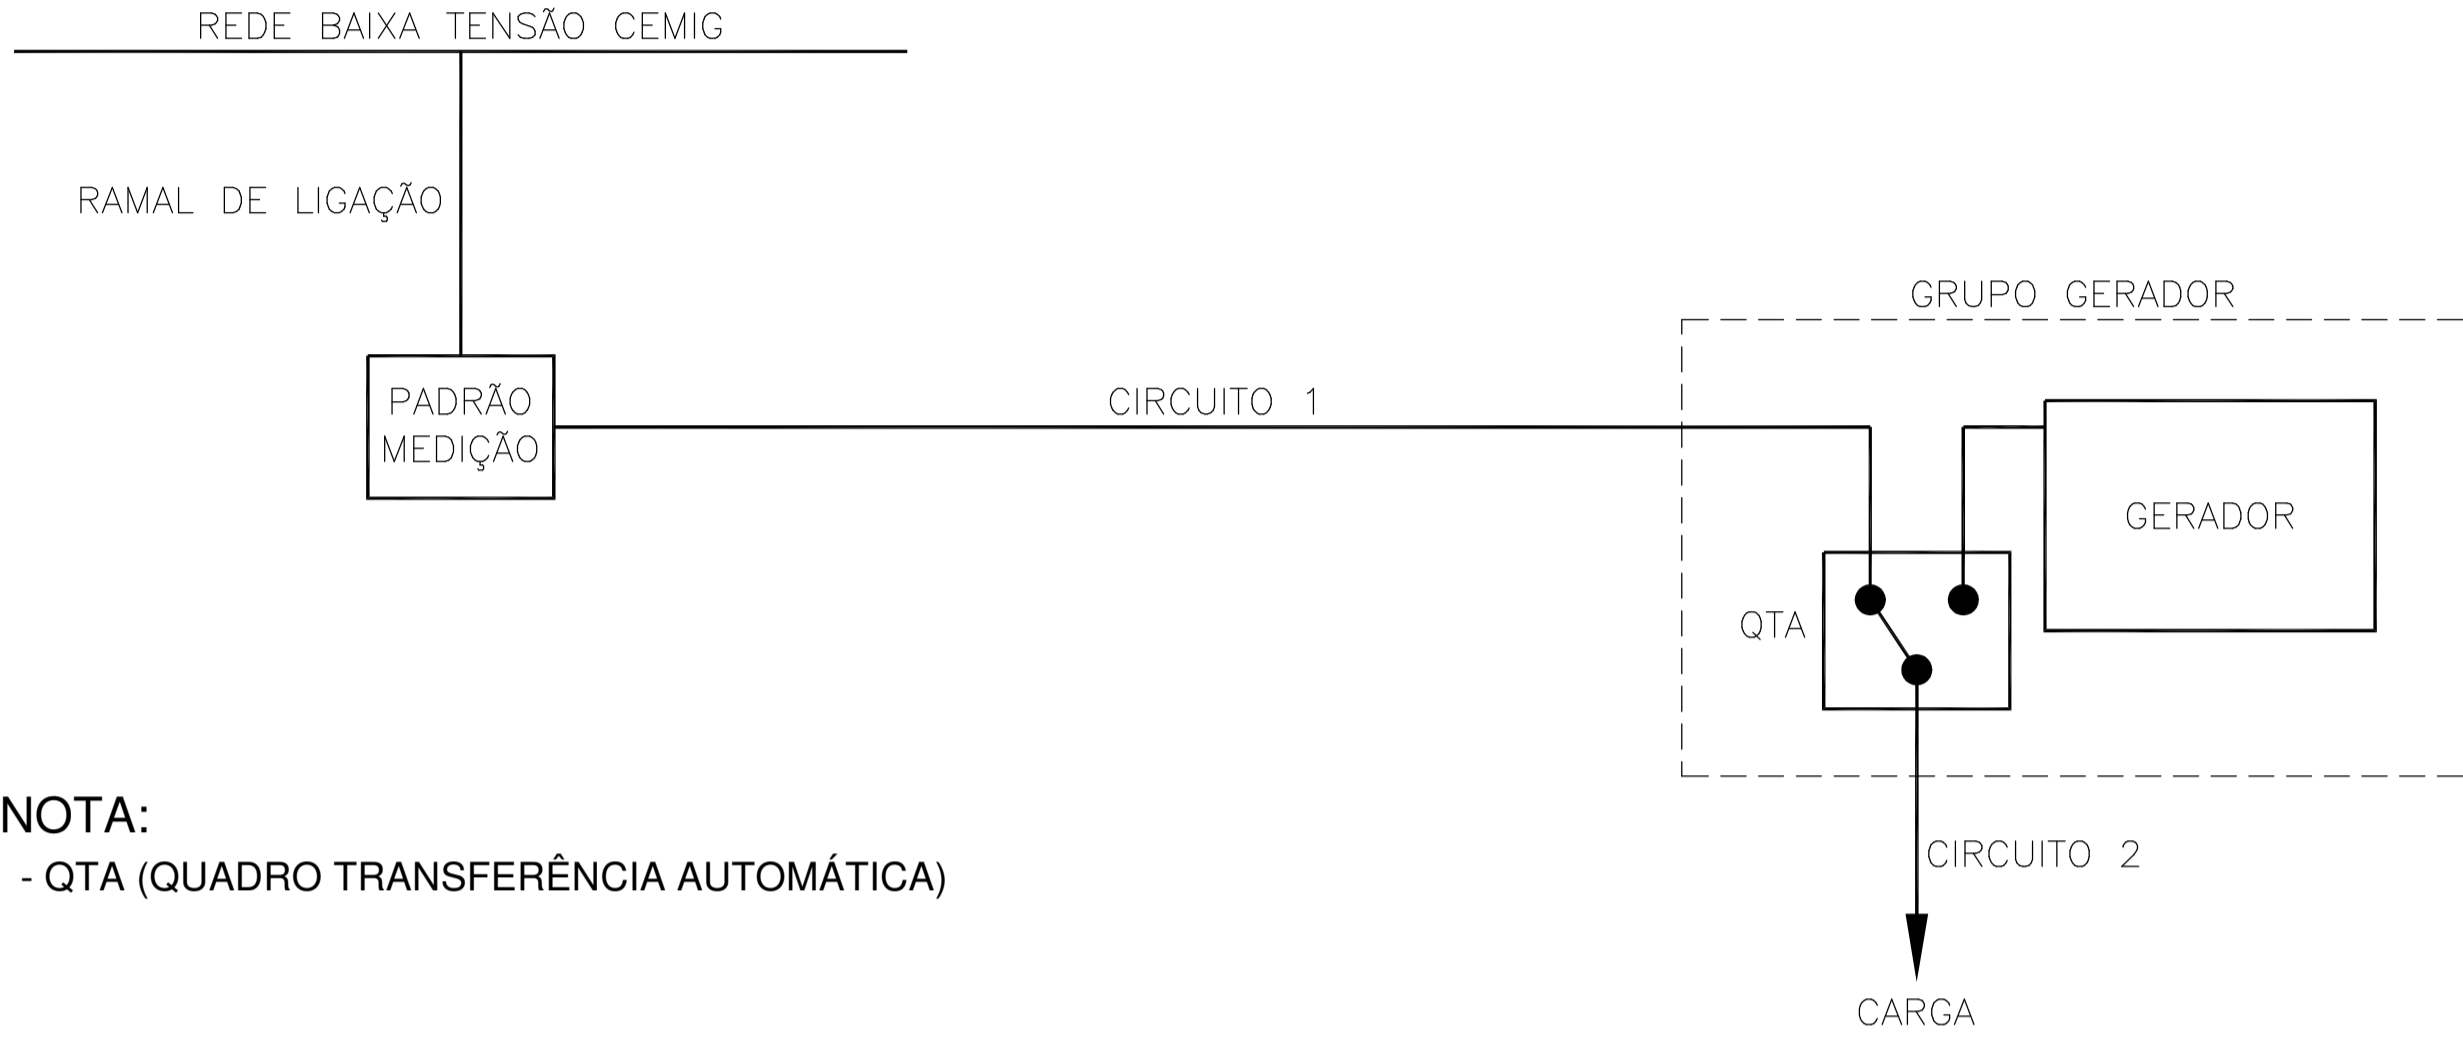 REDE BAIXA TENSÃO CEMIG
RAMAL DE LIGAÇÃO
GRUPO GERADOR
PADRÃO
MEDIÇÃO
CIRCUITO 1
GERADOR
QTA
NOTA:
- QTA (QUADRO TRANSFERÊNCIA AUTOMÁTICA)
CIRCUITO 2
CARGA